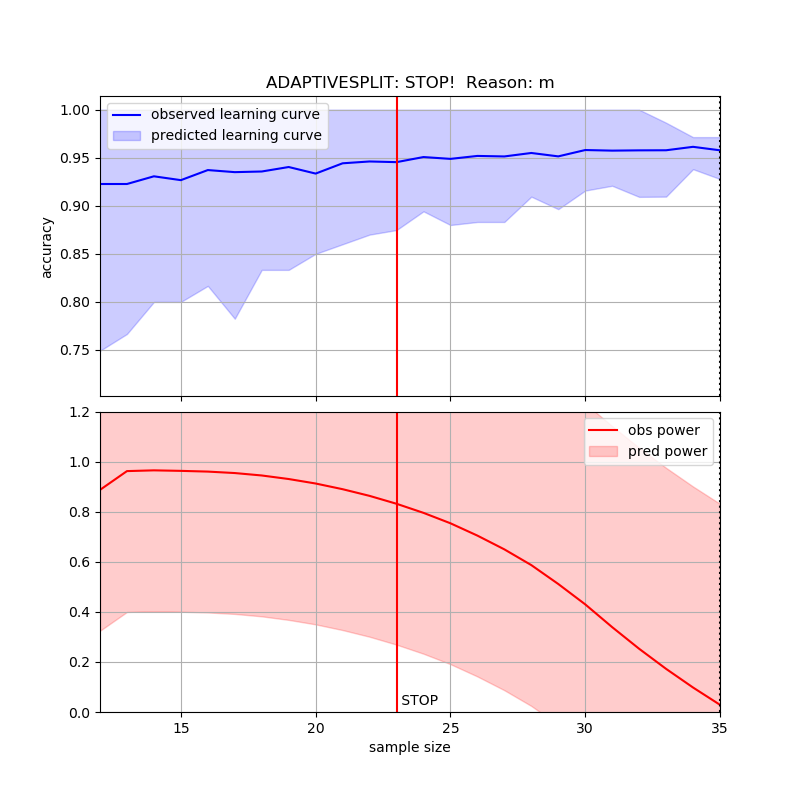 ADAPTIVESPLIT: STOP!  Reason: m
1.00
0.95
0.90
0.85
0.80
0.75
accuracy
observed learning curve
predicted learning curve
1.2
1.0
0.8
0.6
0.4
0.2
0.0
obs power
pred power
STOP
15 20 25 30 35
sample size